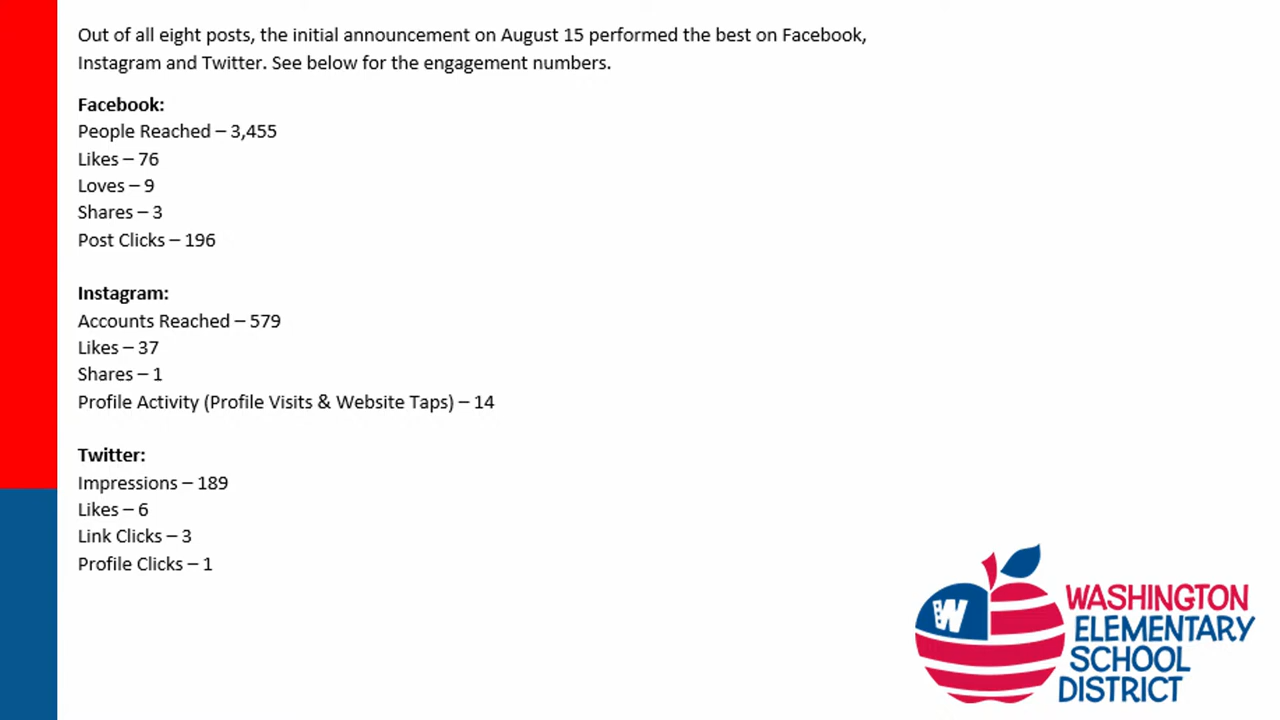 Out of all eight posts, the initial announcement on August 15 performed the best on Facebook,
Instagram and Twitter. See below for the engagement numbers.
Facebook:
People Reached – 3,455
Likes – 76
Loves – 9
Shares – 3
Post Clicks – 196
Instagram:
Accounts Reached – 579
Likes – 37
Shares – 1
Profile Activity (Profile Visits & Website Taps) – 14
Twitter:
Impressions – 189
Likes – 6
Link Clicks – 3
Profile Clicks – 1
W
WASHINGTON
ELEMENTARY
SCHOOL
DISTRICT